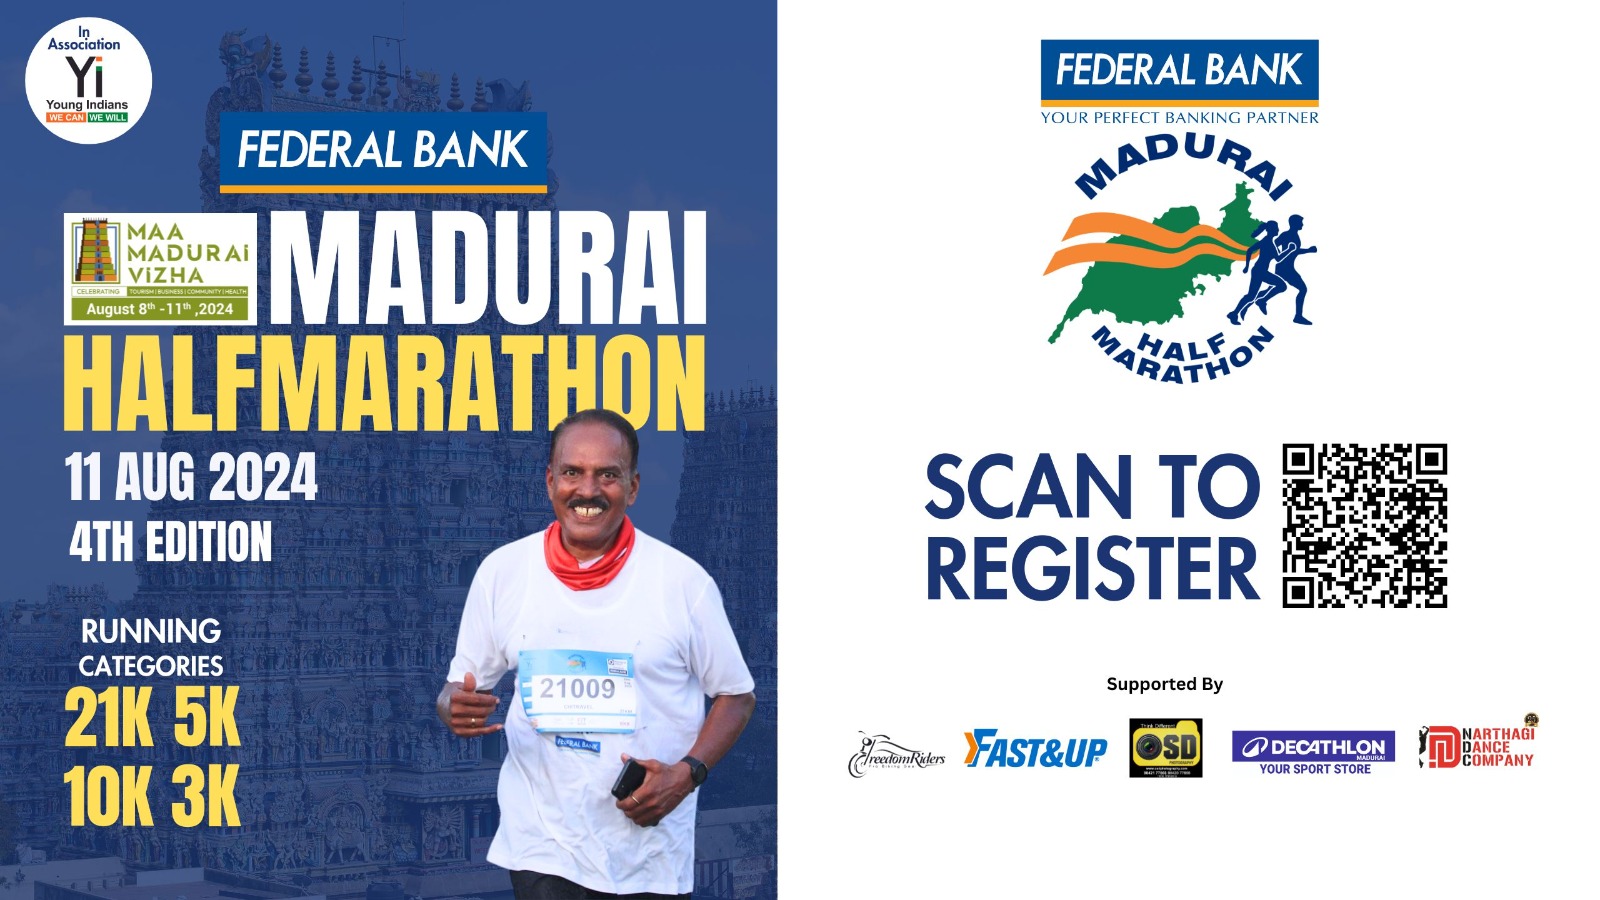 In
Association
Yi
Young Indians
WE CAN WE WILL
FEDERAL BANK
MAA
MADURAi
ViZHA
CELEBRATING TOURISM | BUSINESS | COMMUNITY | HEALTH
August 8th -11th ,2024
MADURAI
HALFMARATHON
11 AUG 2024
4TH EDITION
RUNNING
CATEGORIES
21K 5K
10K 3K
21009
FEDERAL BANK
FEDERAL BANK
YOUR PERFECT BANKING PARTNER
MADURAI
HALF
MARATHON
SCAN TO
REGISTER
Supported By
FreedomRiders
FAST&UP
Think Different
OSD
PHOTOGRAPHY
DECATHLON
MADURAI
YOUR SPORT STORE
NARTHAGI
DANCE
COMPANY